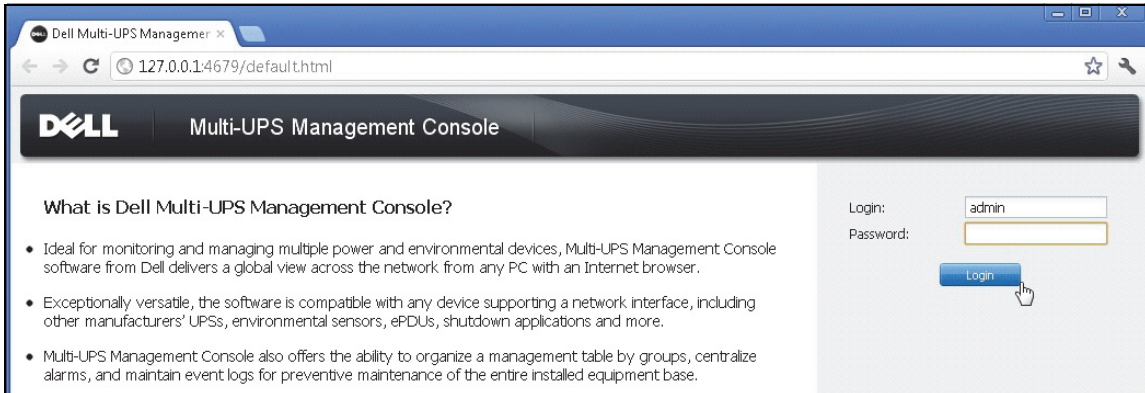 Dell Multi-UPS Managemer
127.0.0.1:4679/default.html
DELL
Multi-UPS Management Console
What is Dell Multi-UPS Management Console?
• Ideal for monitoring and managing multiple power and environmental devices, Multi-UPS Management Console
software from Dell delivers a global view across the network from any PC with an Internet browser.
• Exceptionally versatile, the software is compatible with any device supporting a network interface, including
other manufacturers' UPSs, environmental sensors, ePDUs, shutdown applications and more.
• Multi-UPS Management Console also offers the ability to organize a management table by groups, centralize
alarms, and maintain event logs for preventive maintenance of the entire installed equipment base.
Login: admin
Password:
Login